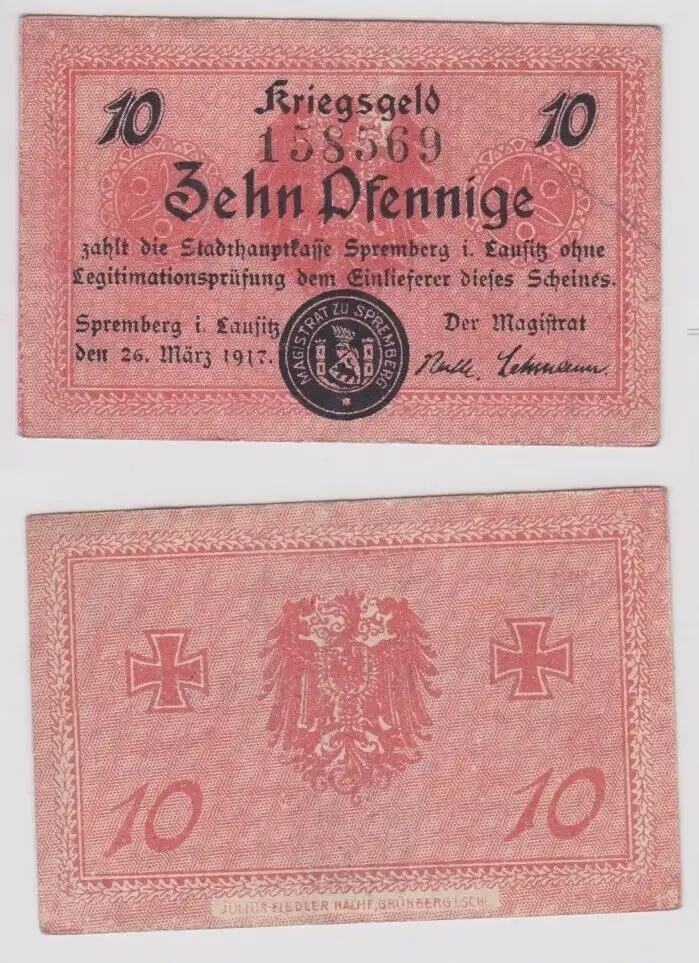 10 Kriegsgeld 10
158569
Zehn Pfennige
zahlt die Stadthauptkasse Spremberg i. Lausitz ohne
Legitimationsprüfung dem Einlieferer dieses Scheines.
Spremberg i. Lausitz
den 26. März 1917.
MAGISTRAT ZU SPREMBERG
Der Magistrat
Lehmann.
10 10
JULIUS FIEDLER NACHF. GRÜNBERG I. SCHL.